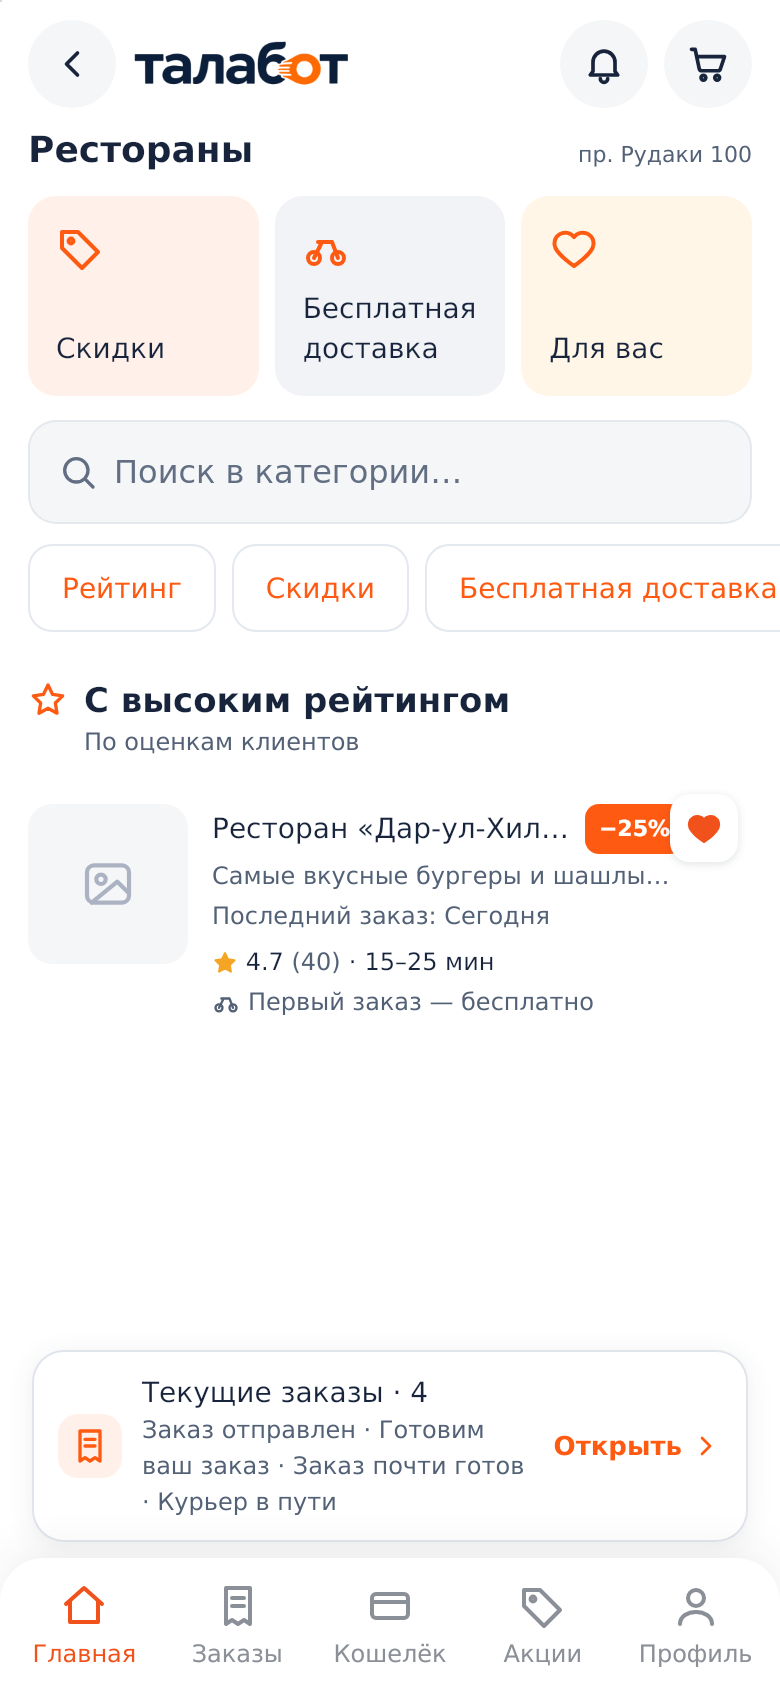 талабот
Рестораны
пр. Рудаки 100
Скидки
Бесплатная
доставка
Для вас
Поиск в категории...
Рейтинг
Скидки
Бесплатная доставка
С высоким рейтингом
По оценкам клиентов
Ресторан «Дар-ул-Хил...
−25%
Самые вкусные бургеры и шашлы...
Последний заказ: Сегодня
4.7 (40) · 15–25 мин
Первый заказ — бесплатно
Текущие заказы · 4
Заказ отправлен · Готовим
ваш заказ · Заказ почти готов
· Курьер в пути
Открыть
Главная
Заказы
Кошелёк
Акции
Профиль